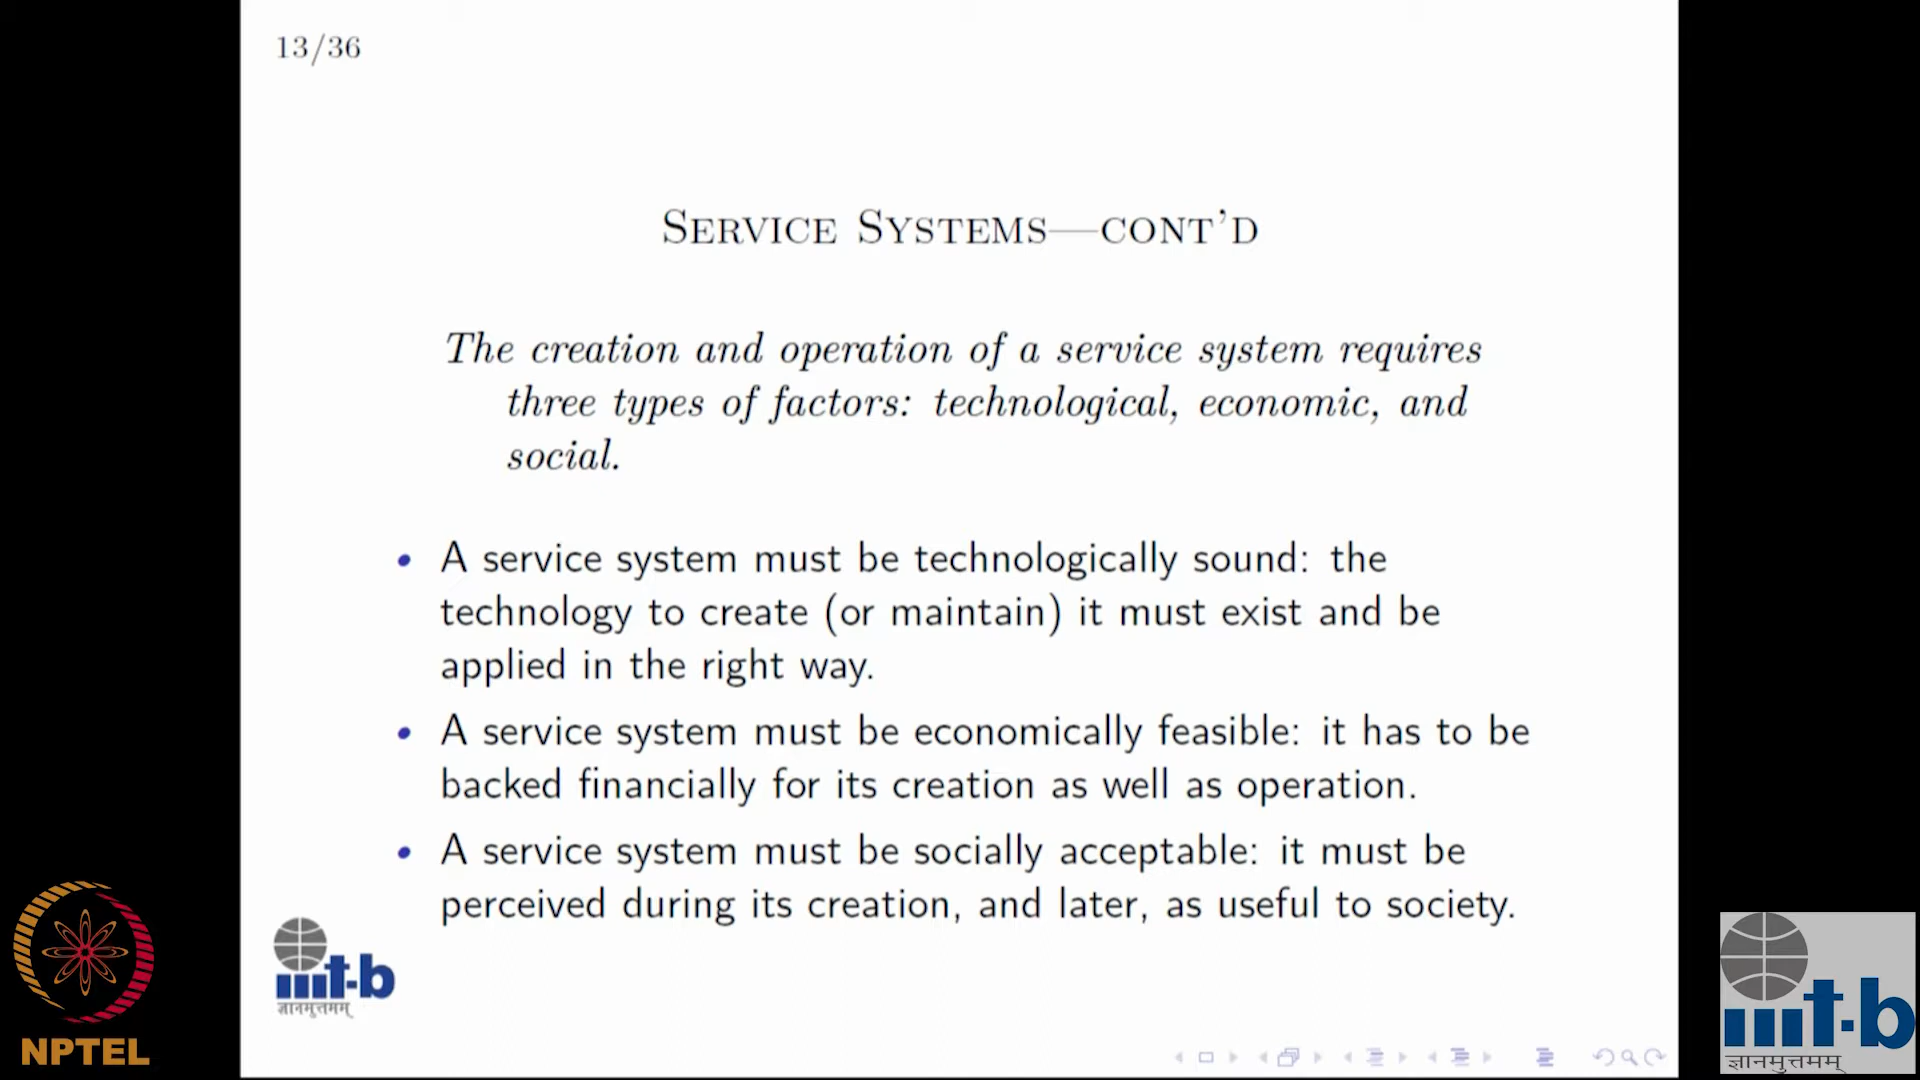 13/36
Service Systems—cont'd
The creation and operation of a service system requires
three types of factors: technological, economic, and
social.
• A service system must be technologically sound: the
technology to create (or maintain) it must exist and be
applied in the right way.
• A service system must be economically feasible: it has to be
backed financially for its creation as well as operation.
• A service system must be socially acceptable: it must be
perceived during its creation, and later, as useful to society.
iiit-b
ज्ञानमुत्तमम्
NPTEL
iiit-b
ज्ञानमुत्तमम्